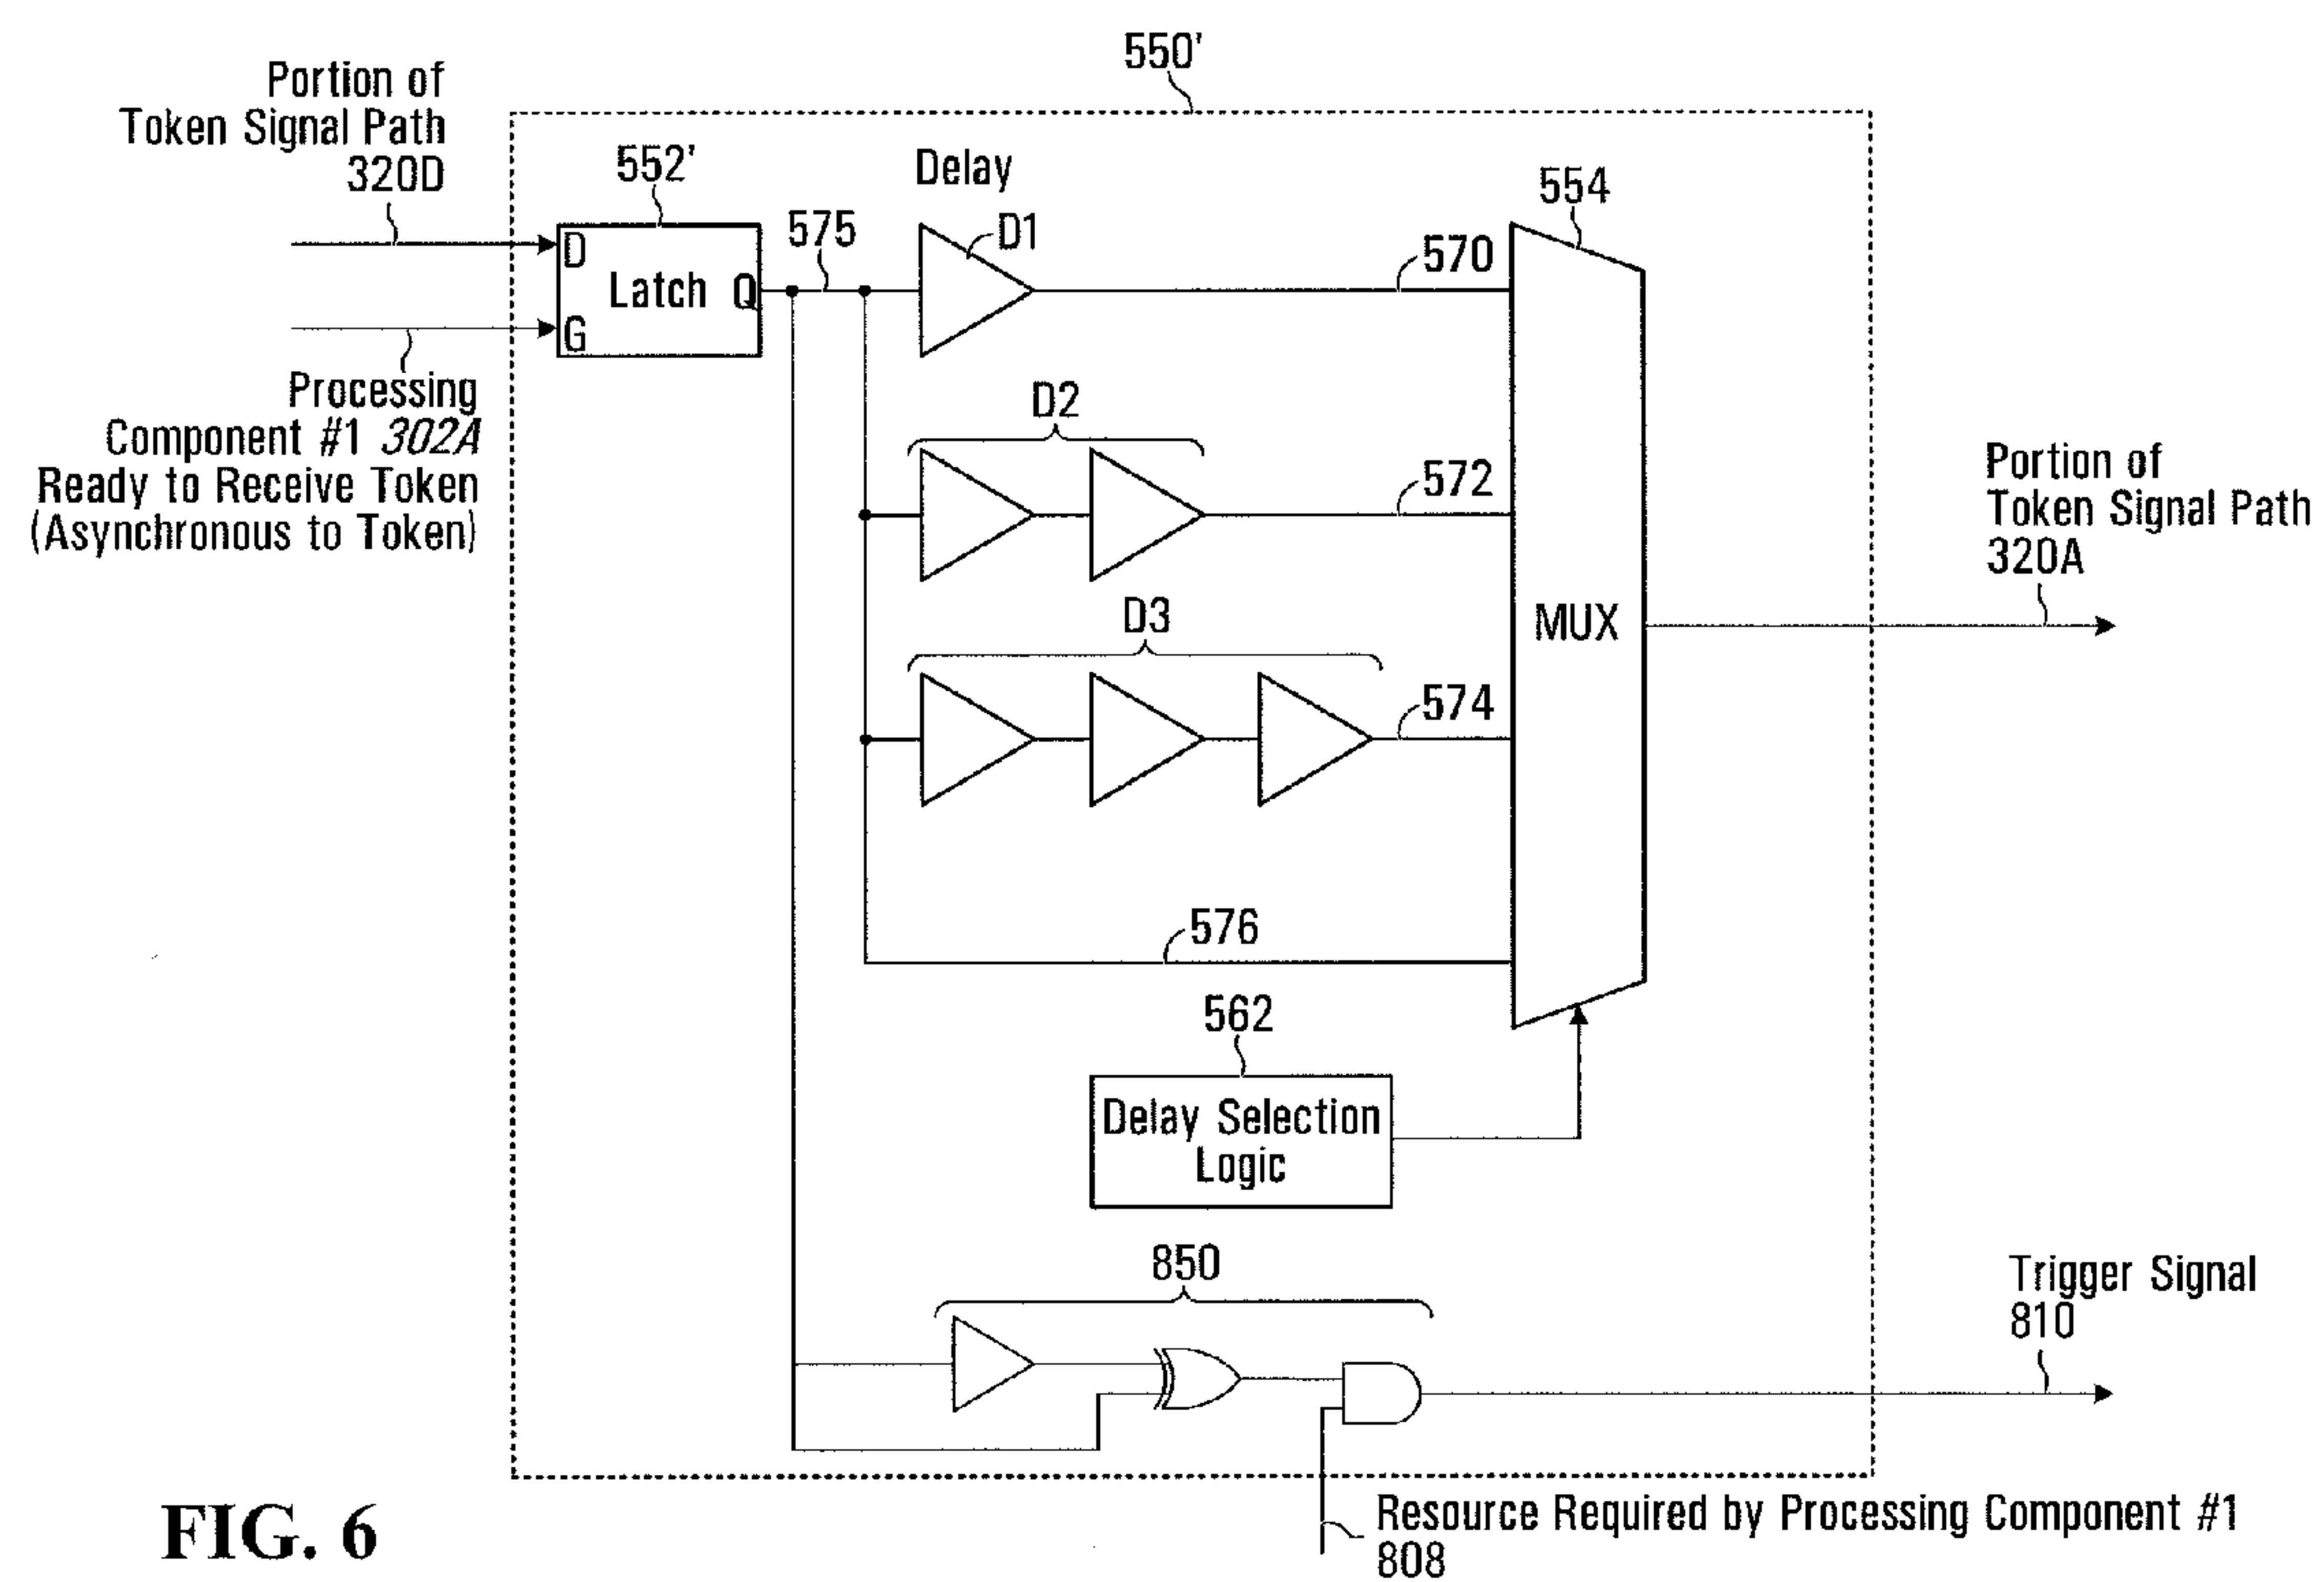 550'
Portion of
Token Signal Path
320D
552'
Delay
554
575
D1
570
D
Latch
Q
G
Processing
Component #1 302A
Ready to Receive Token
(Asynchronous to Token)
D2
572
Portion of
Token Signal Path
320A
D3
MUX
574
576
562
Delay Selection
Logic
850
Trigger Signal
810
Resource Required by Processing Component #1
808
FIG. 6